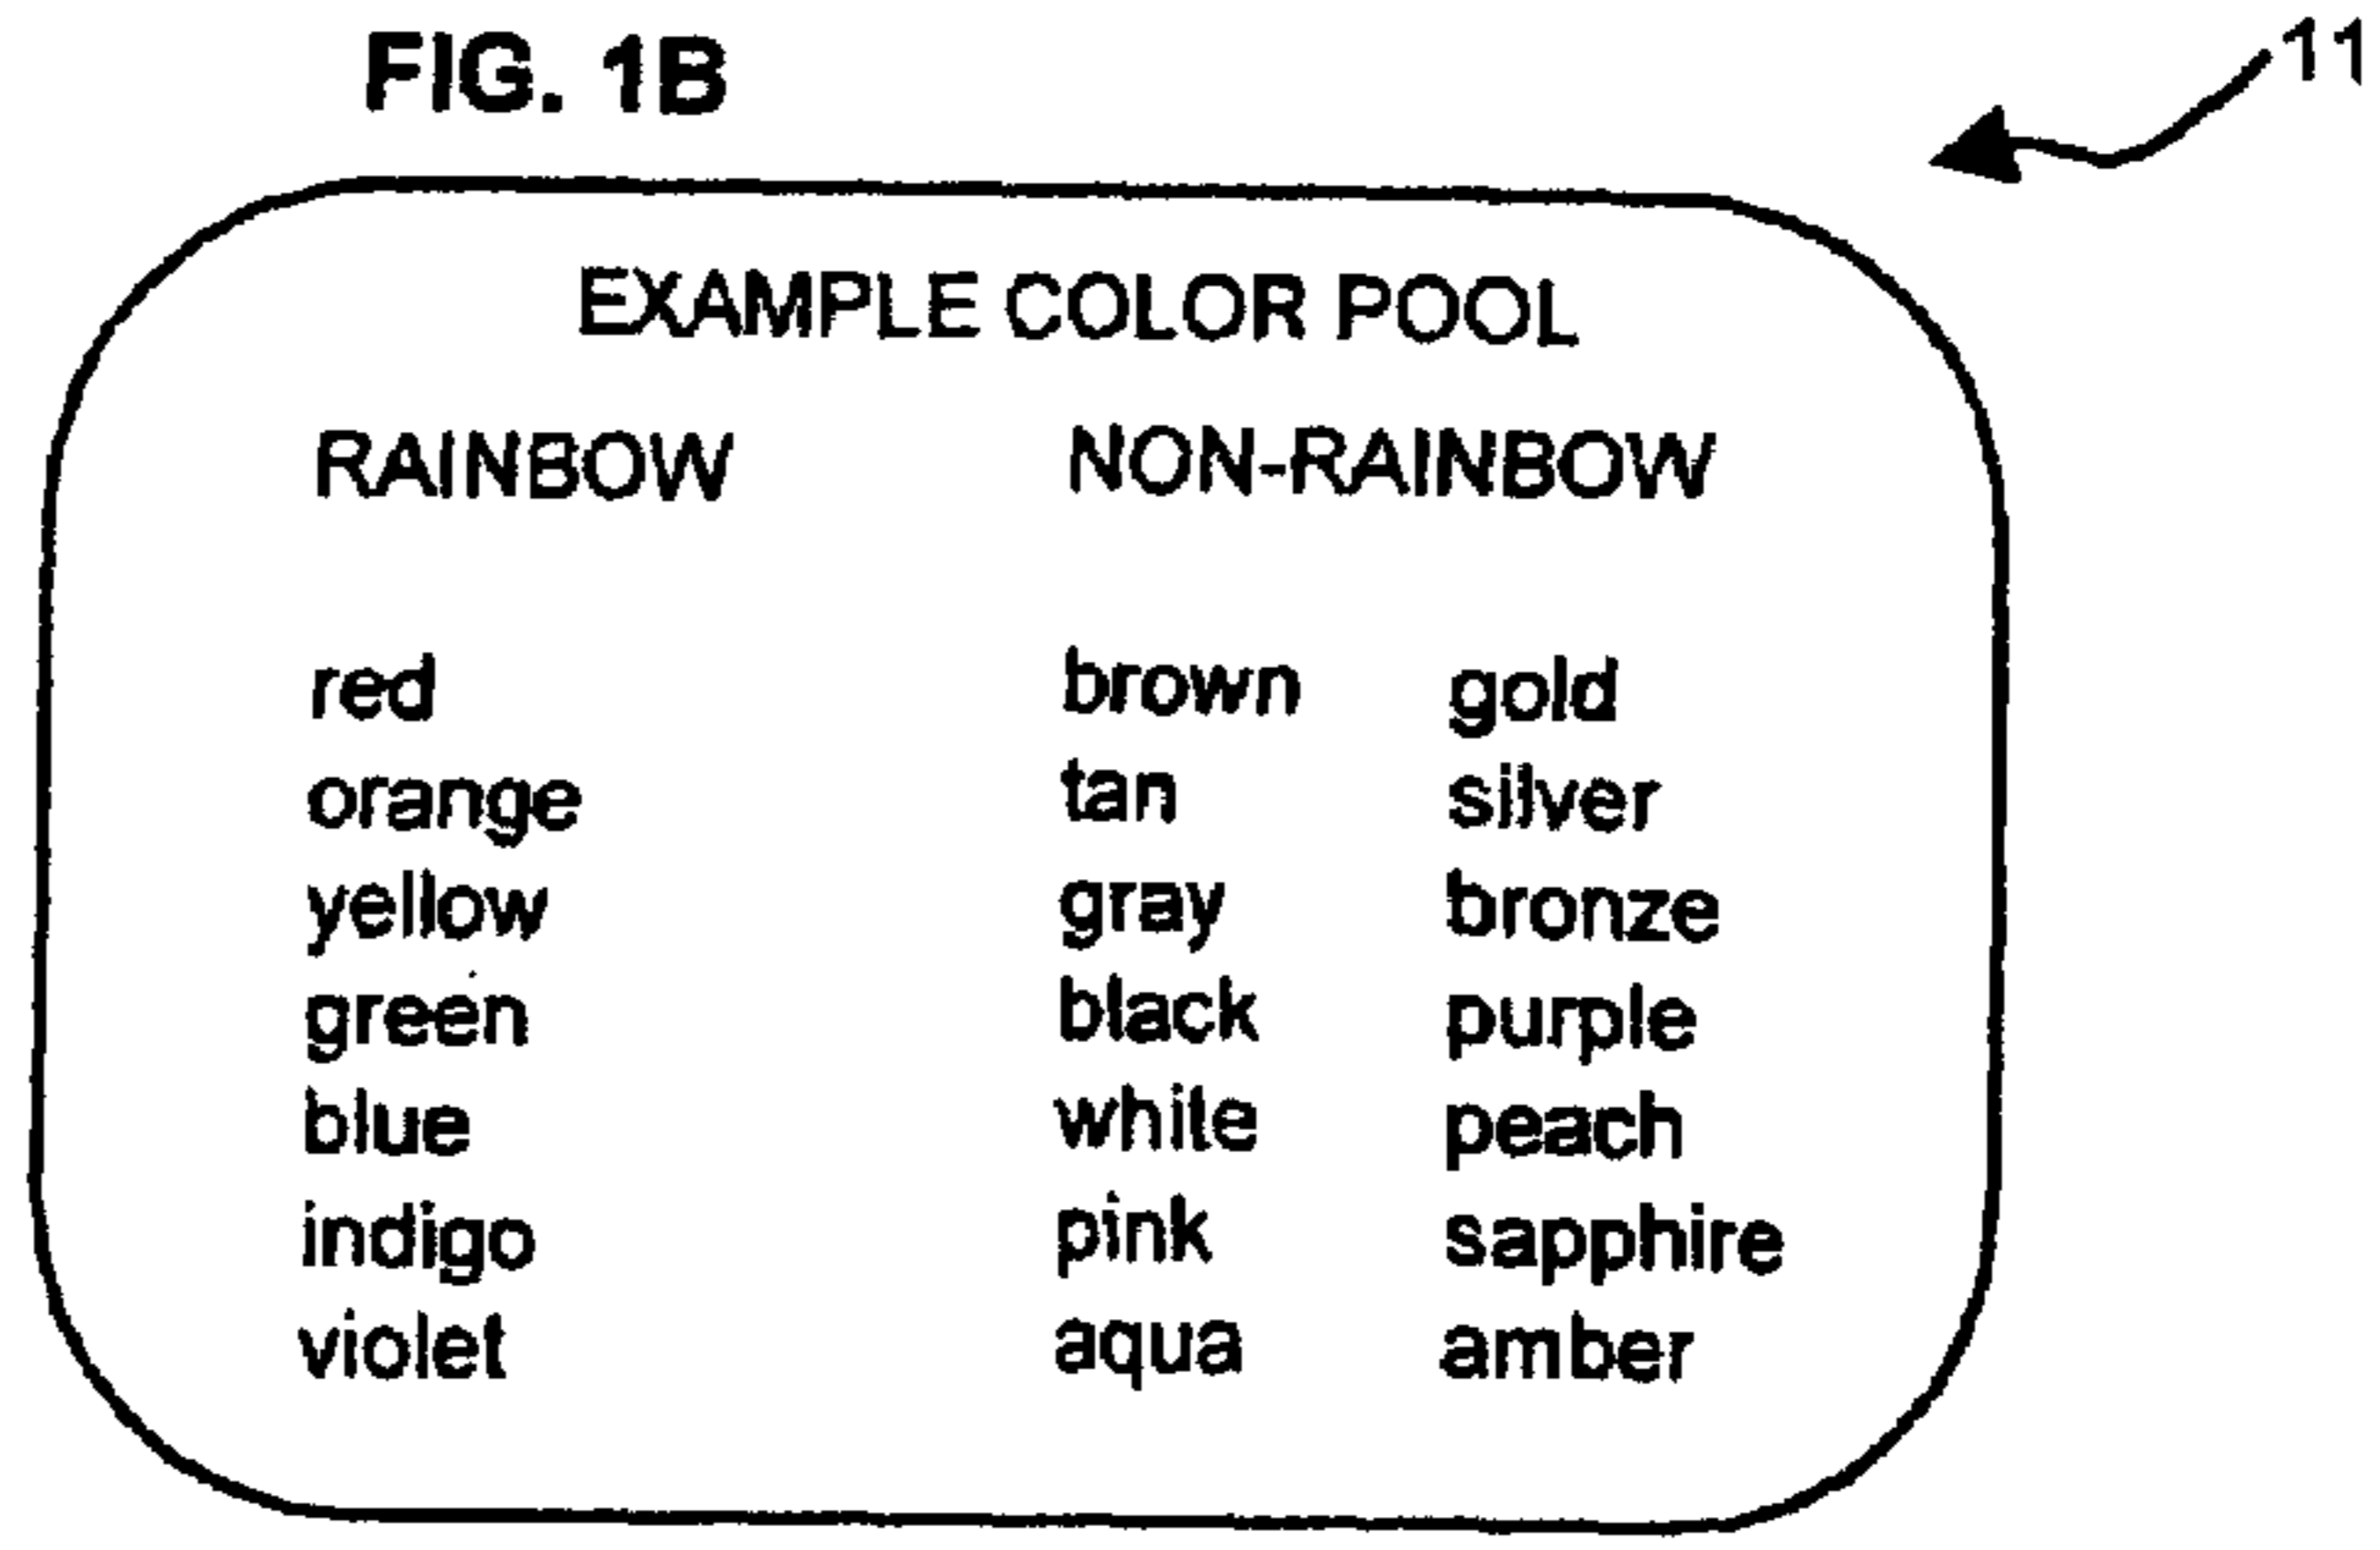 FIG. 1B
11
EXAMPLE COLOR POOL
RAINBOW NON-RAINBOW
red brown gold
orange tan silver
yellow gray bronze
green black purple
blue white peach
indigo pink sapphire
violet aqua amber